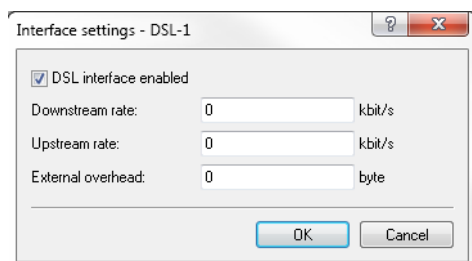 Interface settings - DSL-1
DSL interface enabled
Downstream rate: 0 kbit/s
Upstream rate: 0 kbit/s
External overhead: 0 byte
OK Cancel